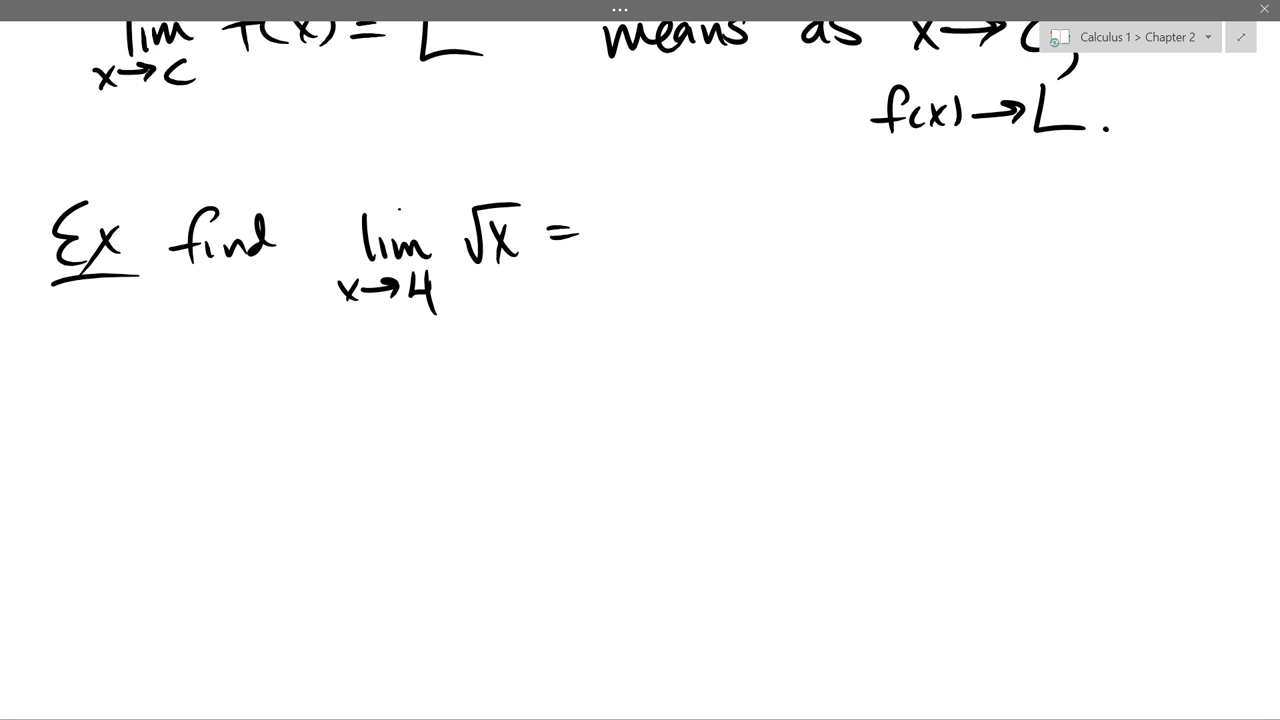 lim f(x) = L means as x→c,
x→c
f(x)→L.
Calculus 1 > Chapter 2
Ex find lim √x =
x→4